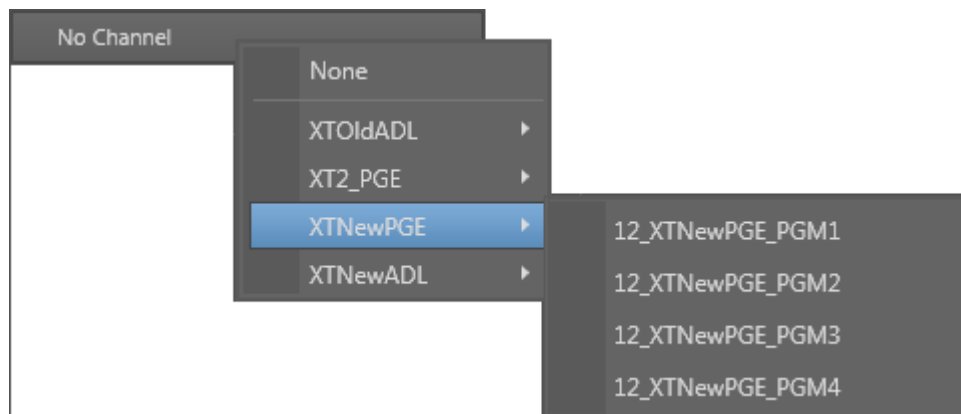 No Channel
None
XTOldADL
XT2_PGE
XTNewPGE
XTNewADL
12_XTNewPGE_PGM1
12_XTNewPGE_PGM2
12_XTNewPGE_PGM3
12_XTNewPGE_PGM4